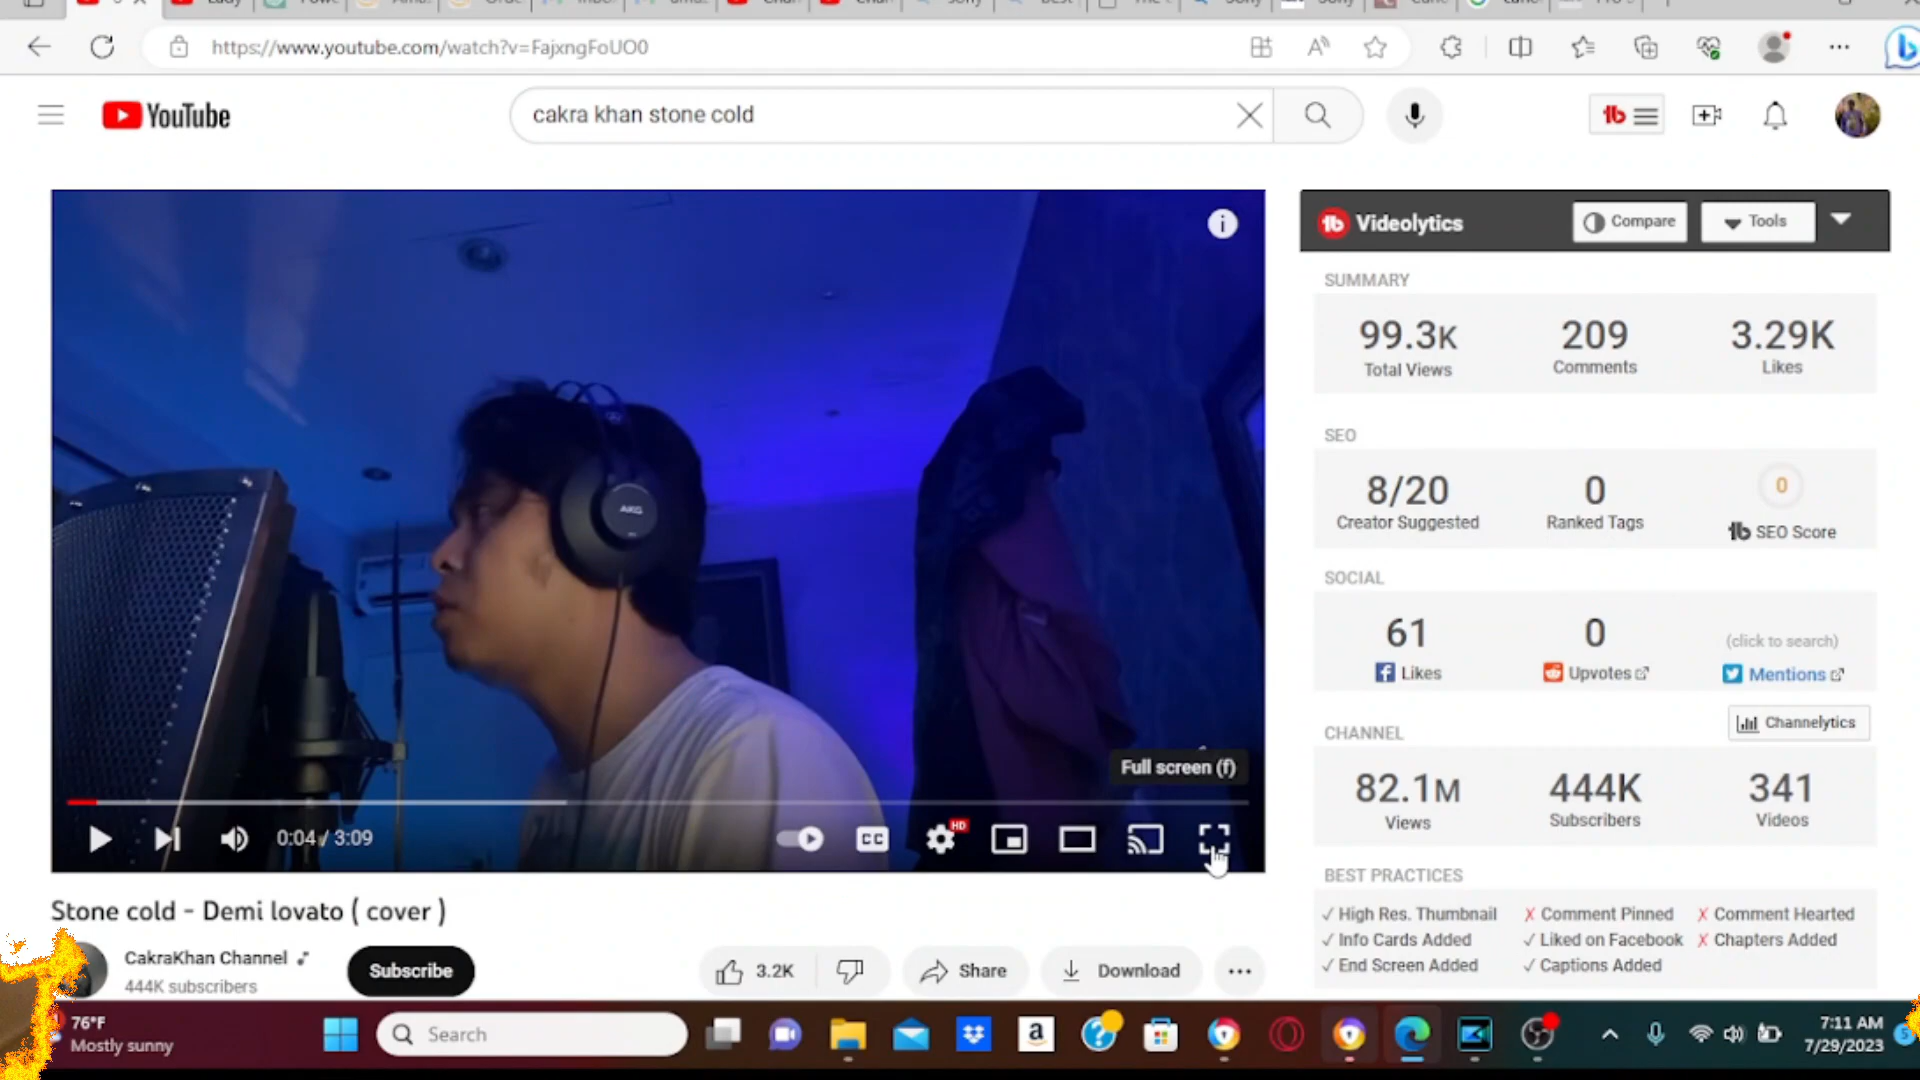 https://www.youtube.com/watch?v=FajxngFoUO0
YouTube
cakra khan stone cold
Videolytics
Compare
Tools
SUMMARY
99.3K
209
3.29K
Total Views
Comments
Likes
SEO
8/20
0
0
Creator Suggested
Ranked Tags
SEO Score
SOCIAL
61
0
(click to search)
Likes
Upvotes
Mentions
CHANNEL
Channelytics
82.1M
444K
341
Views
Subscribers
Videos
BEST PRACTICES
✓ High Res. Thumbnail
✗ Comment Pinned
✗ Comment Hearted
✓ Info Cards Added
✓ Liked on Facebook
✗ Chapters Added
✓ End Screen Added
✓ Captions Added
AKG
Full screen (f)
0:04 / 3:09
CC
HD
Stone cold - Demi lovato ( cover )
CakraKhan Channel
444K subscribers
Subscribe
3.2K
Share
Download
76°F
Mostly sunny
Search
7:11 AM
7/29/2023